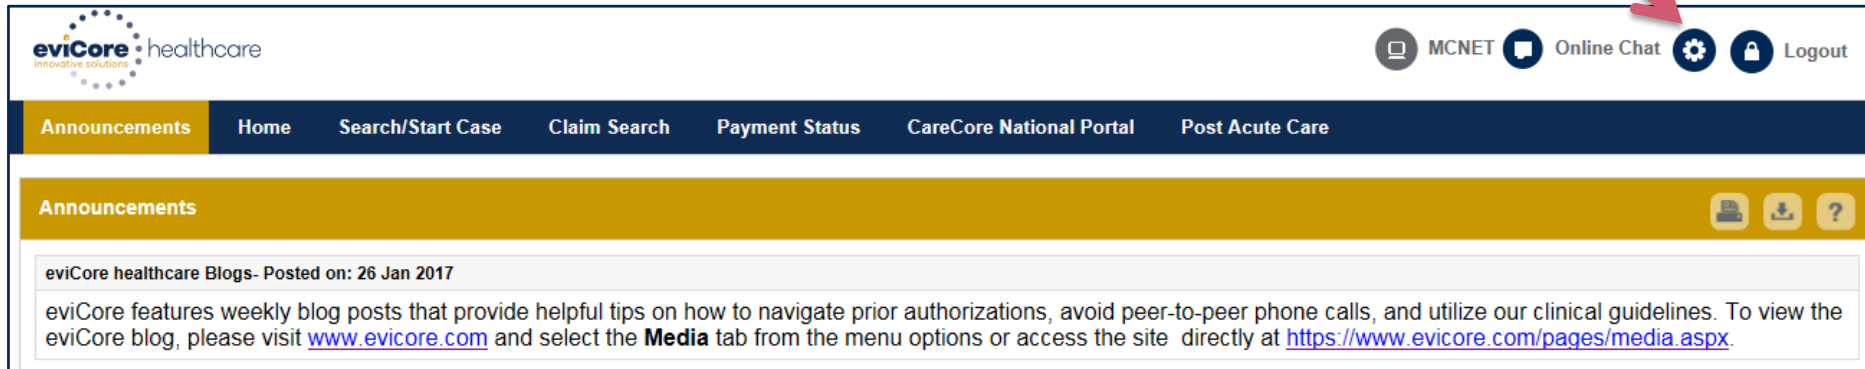 eviCore healthcare
innovative solutions
MCNET Online Chat Logout
Announcements Home Search/Start Case Claim Search Payment Status CareCore National Portal Post Acute Care
Announcements
?
eviCore healthcare Blogs- Posted on: 26 Jan 2017
eviCore features weekly blog posts that provide helpful tips on how to navigate prior authorizations, avoid peer-to-peer phone calls, and utilize our clinical guidelines. To view the
eviCore blog, please visit www.evicore.com and select the Media tab from the menu options or access the site directly at https://www.evicore.com/pages/media.aspx.